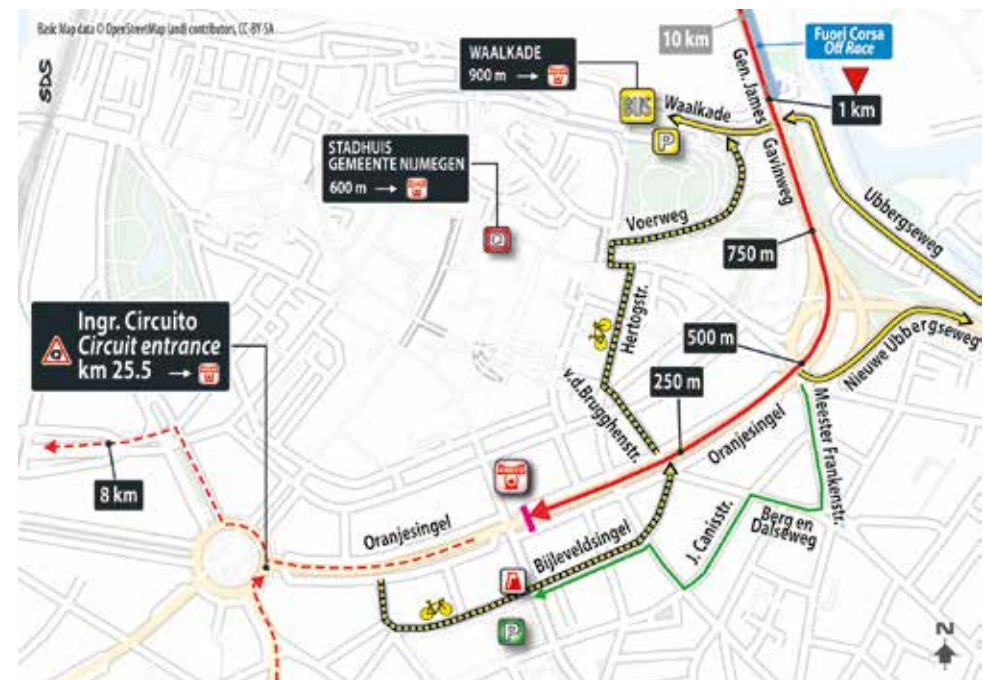 Basic Map data © OpenStreetMap (and) contributors, CC-BY-SA
SDS
10 km
Fuori Corsa
Off Race
1 km
WAALKADE
900 m →
BUS
P
Waalkade
Gen. James
Gavinweg
STADHUIS
GEMEENTE NIJMEGEN
600 m →
Voerweg
Ubbergseweg
750 m
Ingr. Circuito
Circuit entrance
km 25.5 →
Hertogstr.
500 m
Nieuwe Ubbergseweg
v.d.Brugghenstr.
250 m
Oranjesingel
Meester Frankenstr.
8 km
Oranjesingel
Bijleveldsingel
J. Canisstr.
Berg en
Dalseweg
P
N